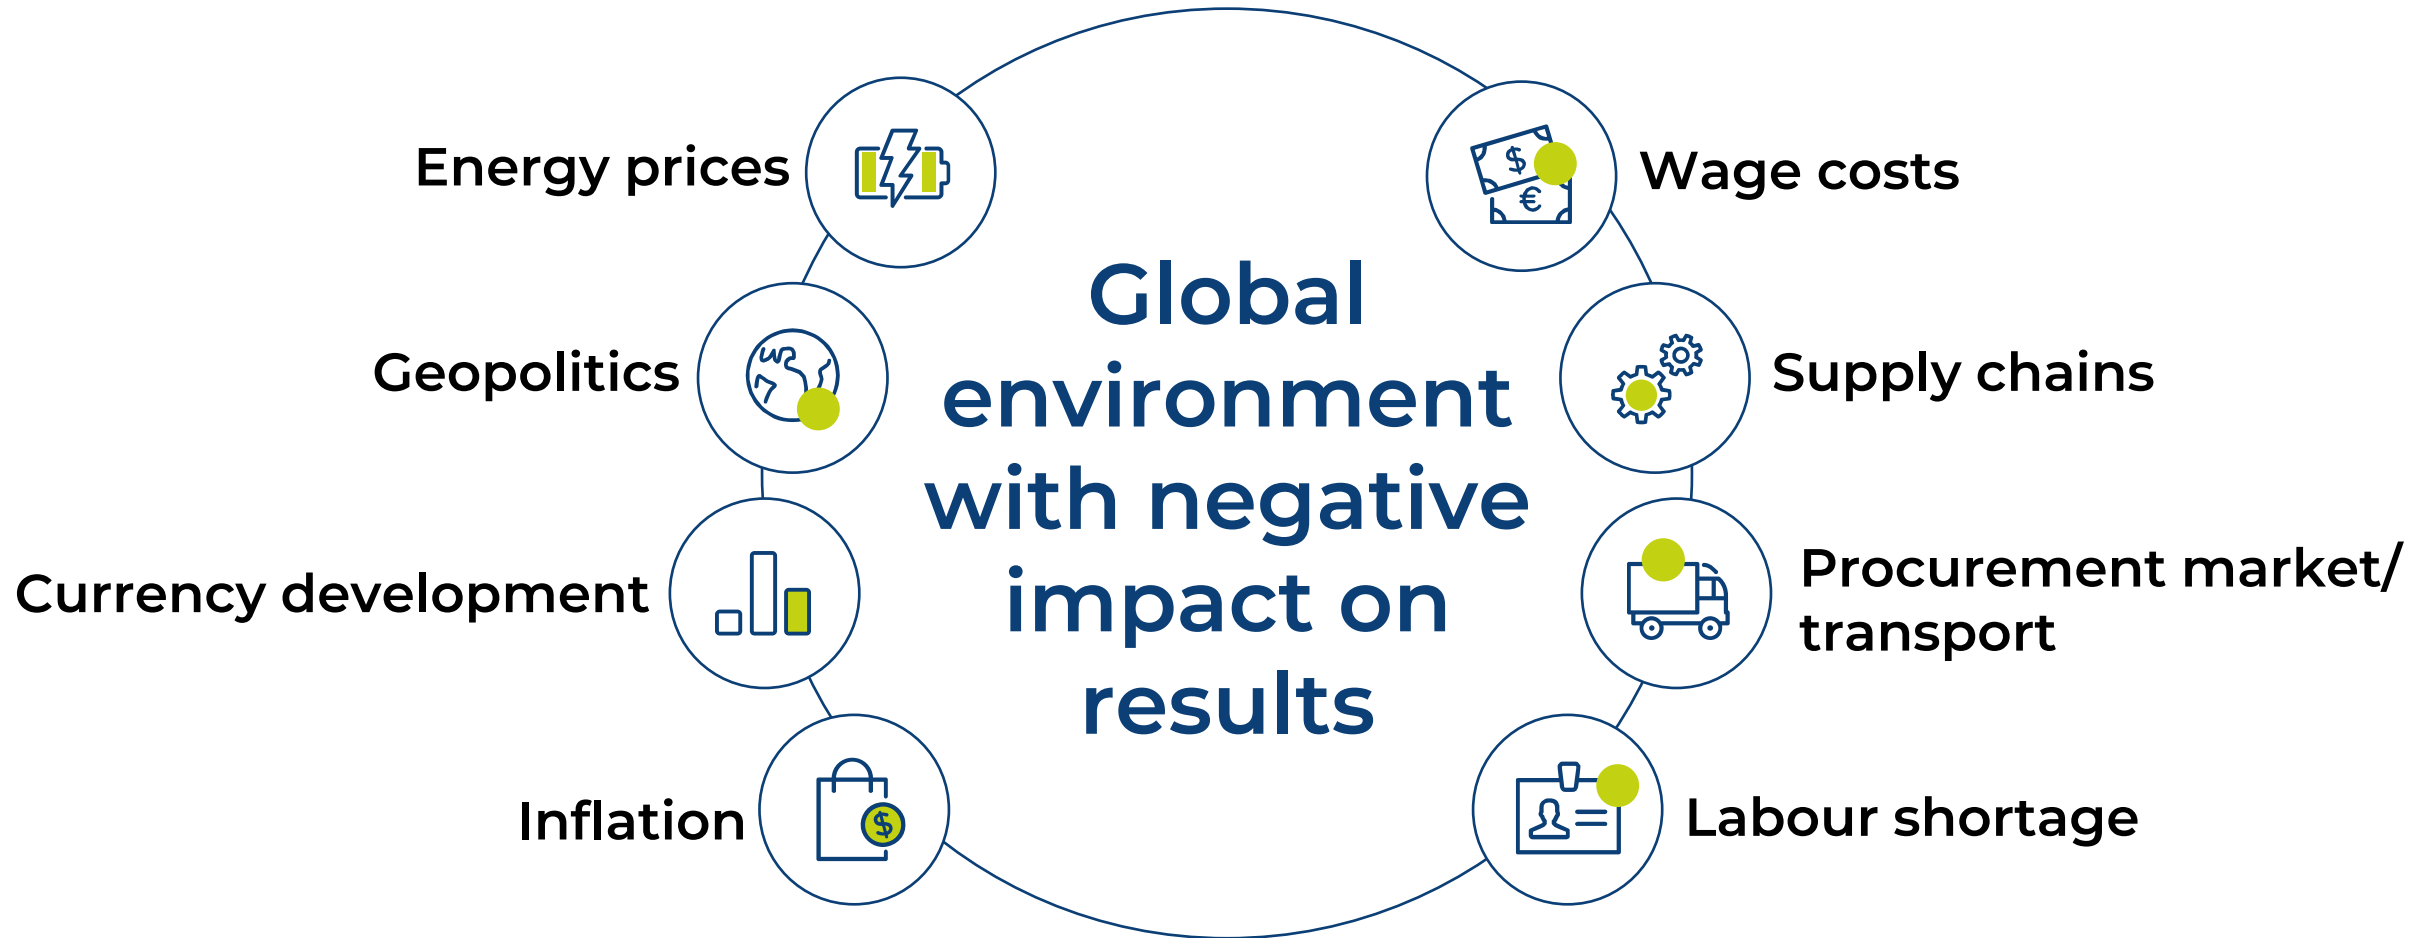 Energy prices
Geopolitics
Currency development
Inflation
Global
environment
with negative
impact on
results
$
€
Wage costs
Supply chains
Procurement market/
transport
Labour shortage
$